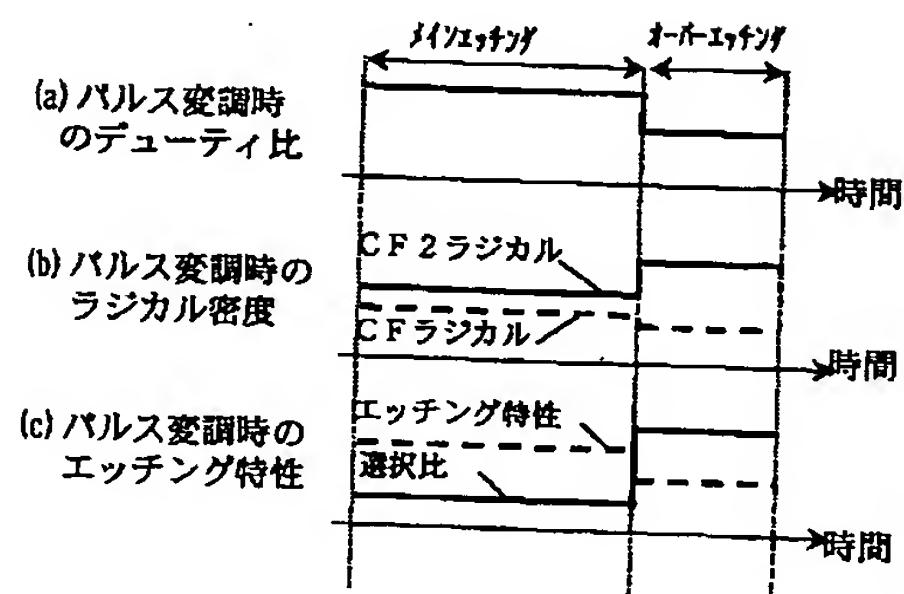 メインエッチング
オーバーエッチング
(a) パルス変調時
のデューティ比
時間
(b) パルス変調時の
ラジカル密度
CF2ラジカル
CFラジカル
時間
(c) パルス変調時の
エッチング特性
エッチング特性
選択比
時間